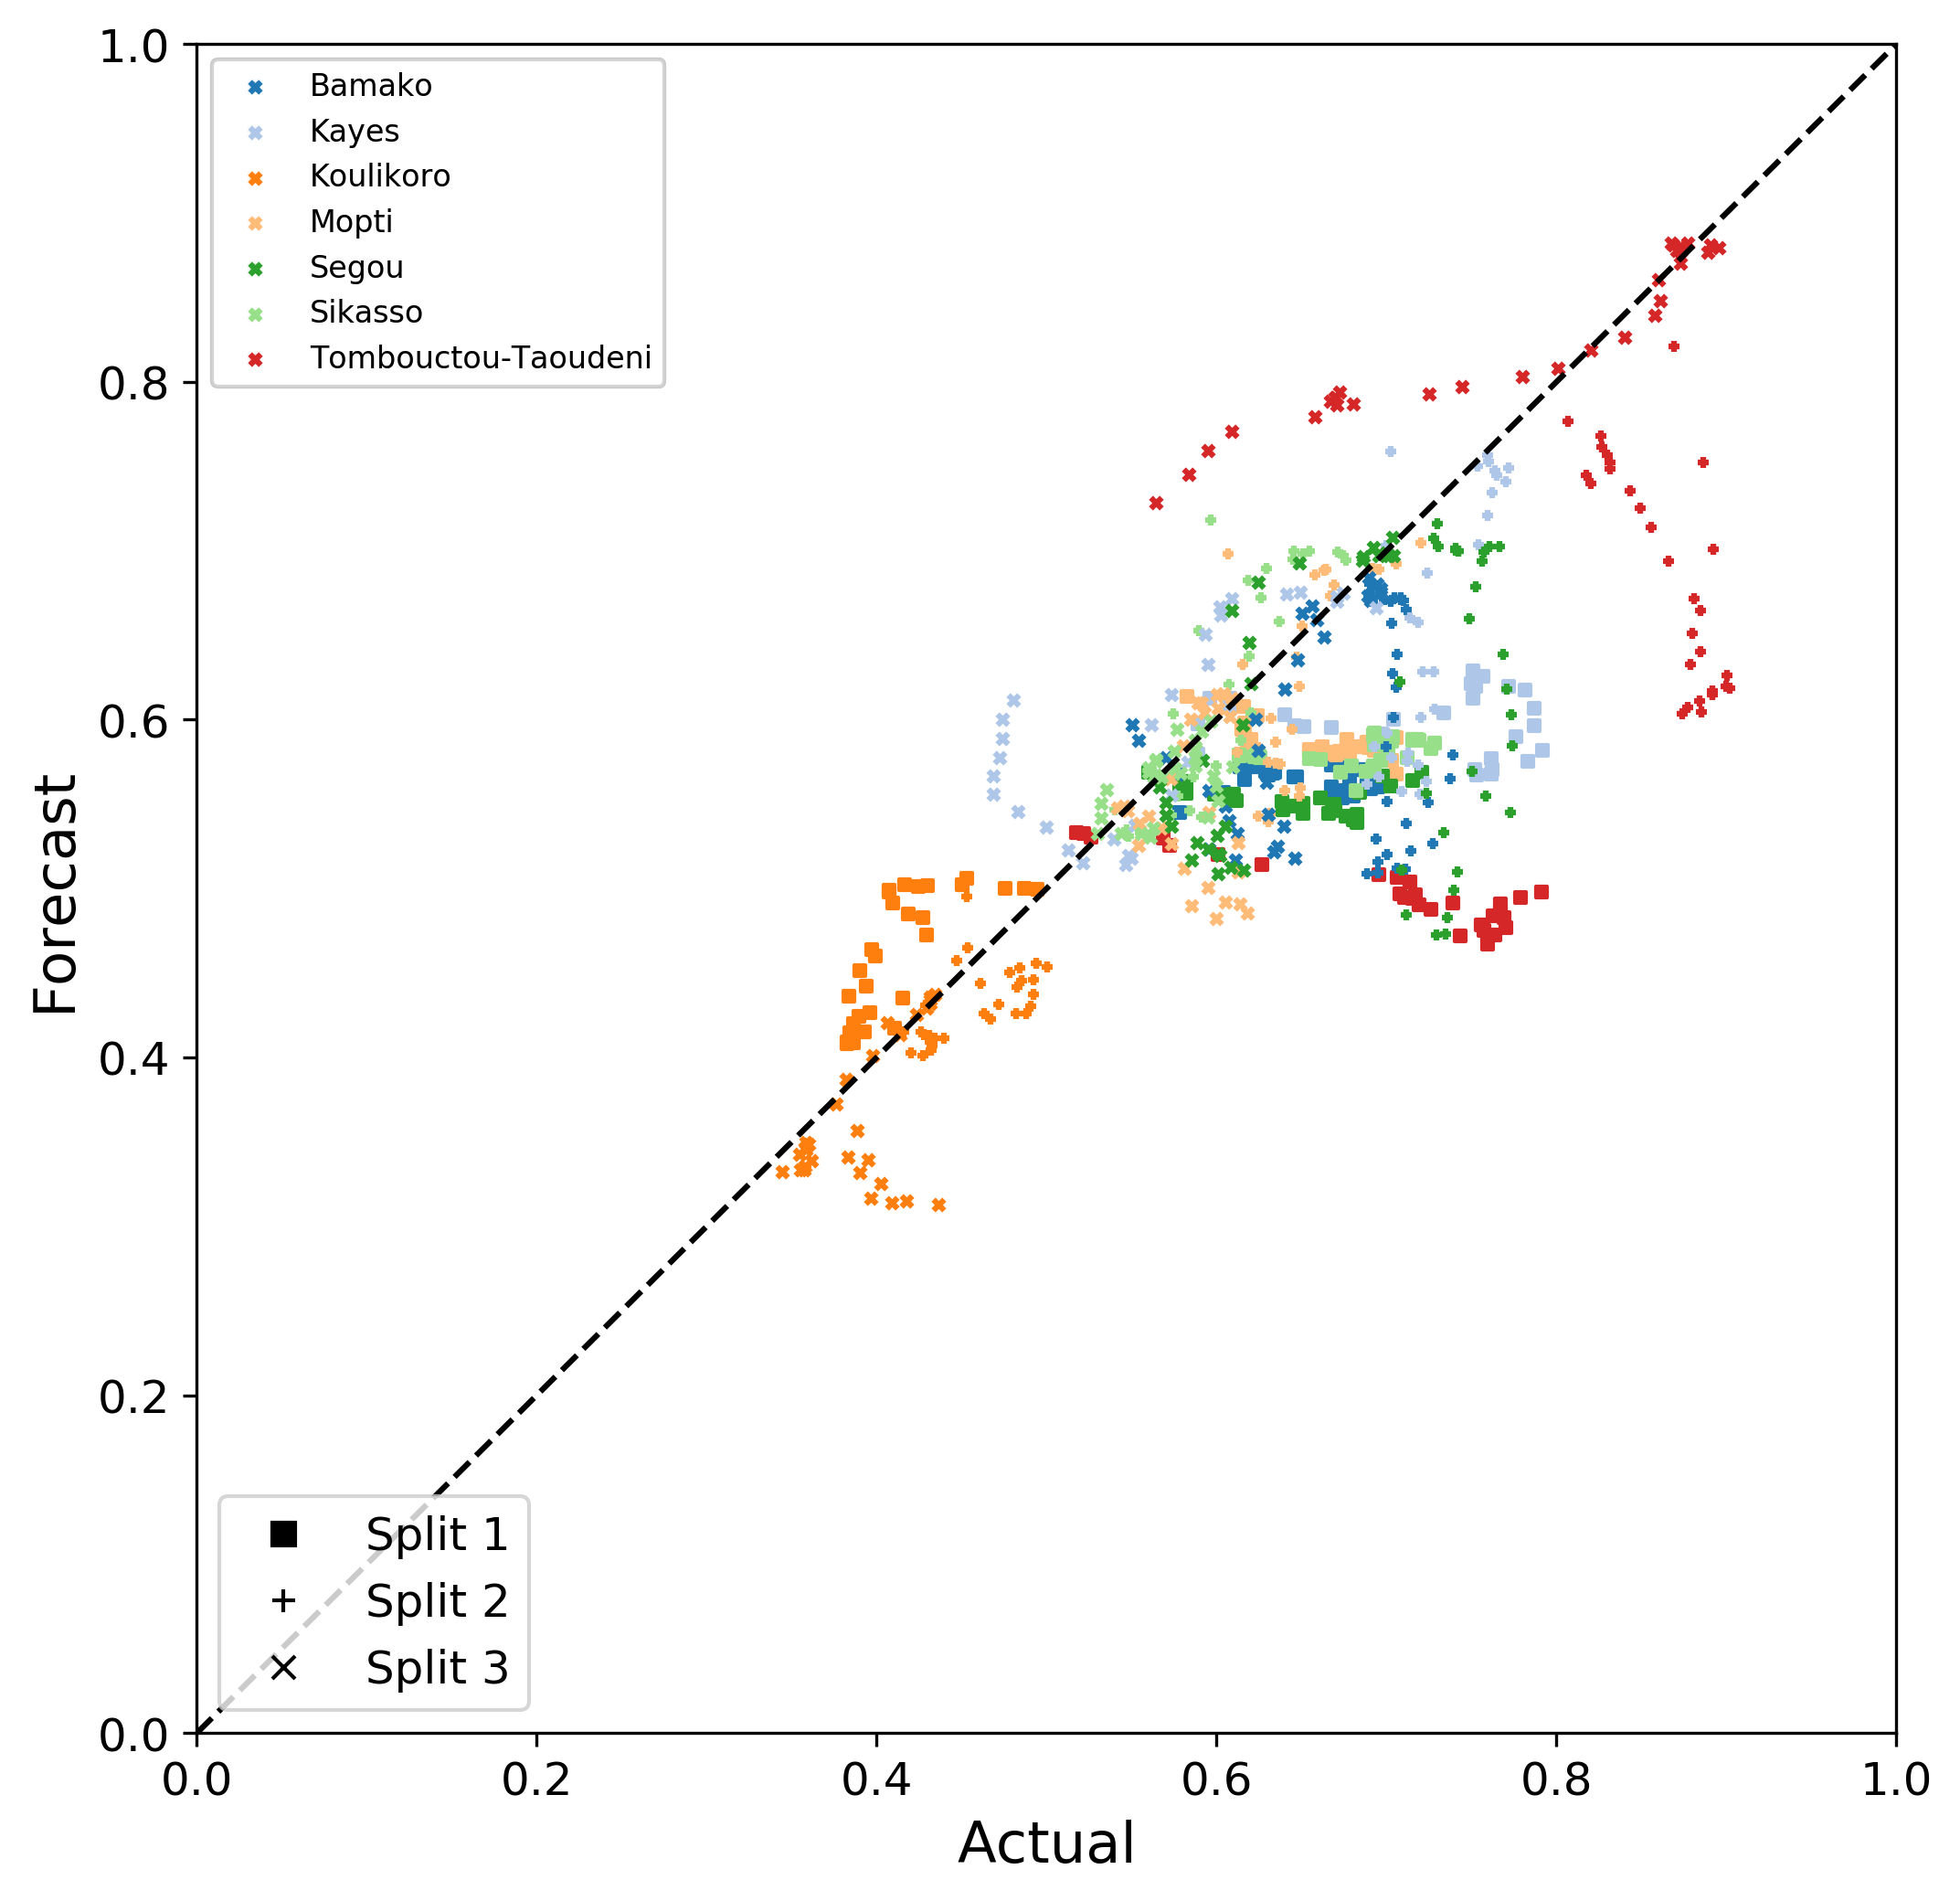 1.0
0.8
0.6
0.4
0.2
0.0
Forecast
Bamako
Kayes
Koulikoro
Mopti
Segou
Sikasso
Tombouctou-Taoudeni
Split 1
Split 2
Split 3
0.0 0.2 0.4 0.6 0.8 1.0
Actual